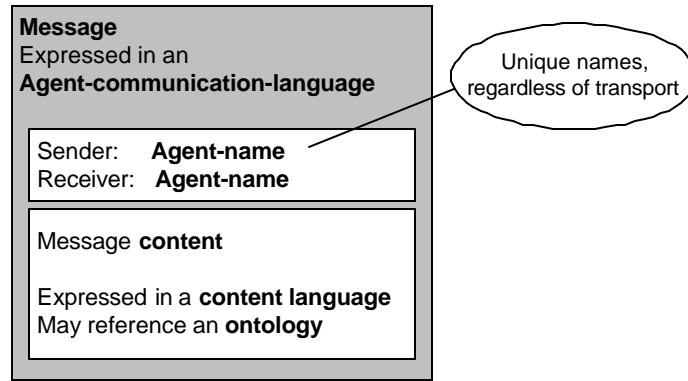 Message
Expressed in an
Agent-communication-language
Unique names,
regardless of transport
Sender: Agent-name
Receiver: Agent-name
Message content
Expressed in a content language
May reference an ontology